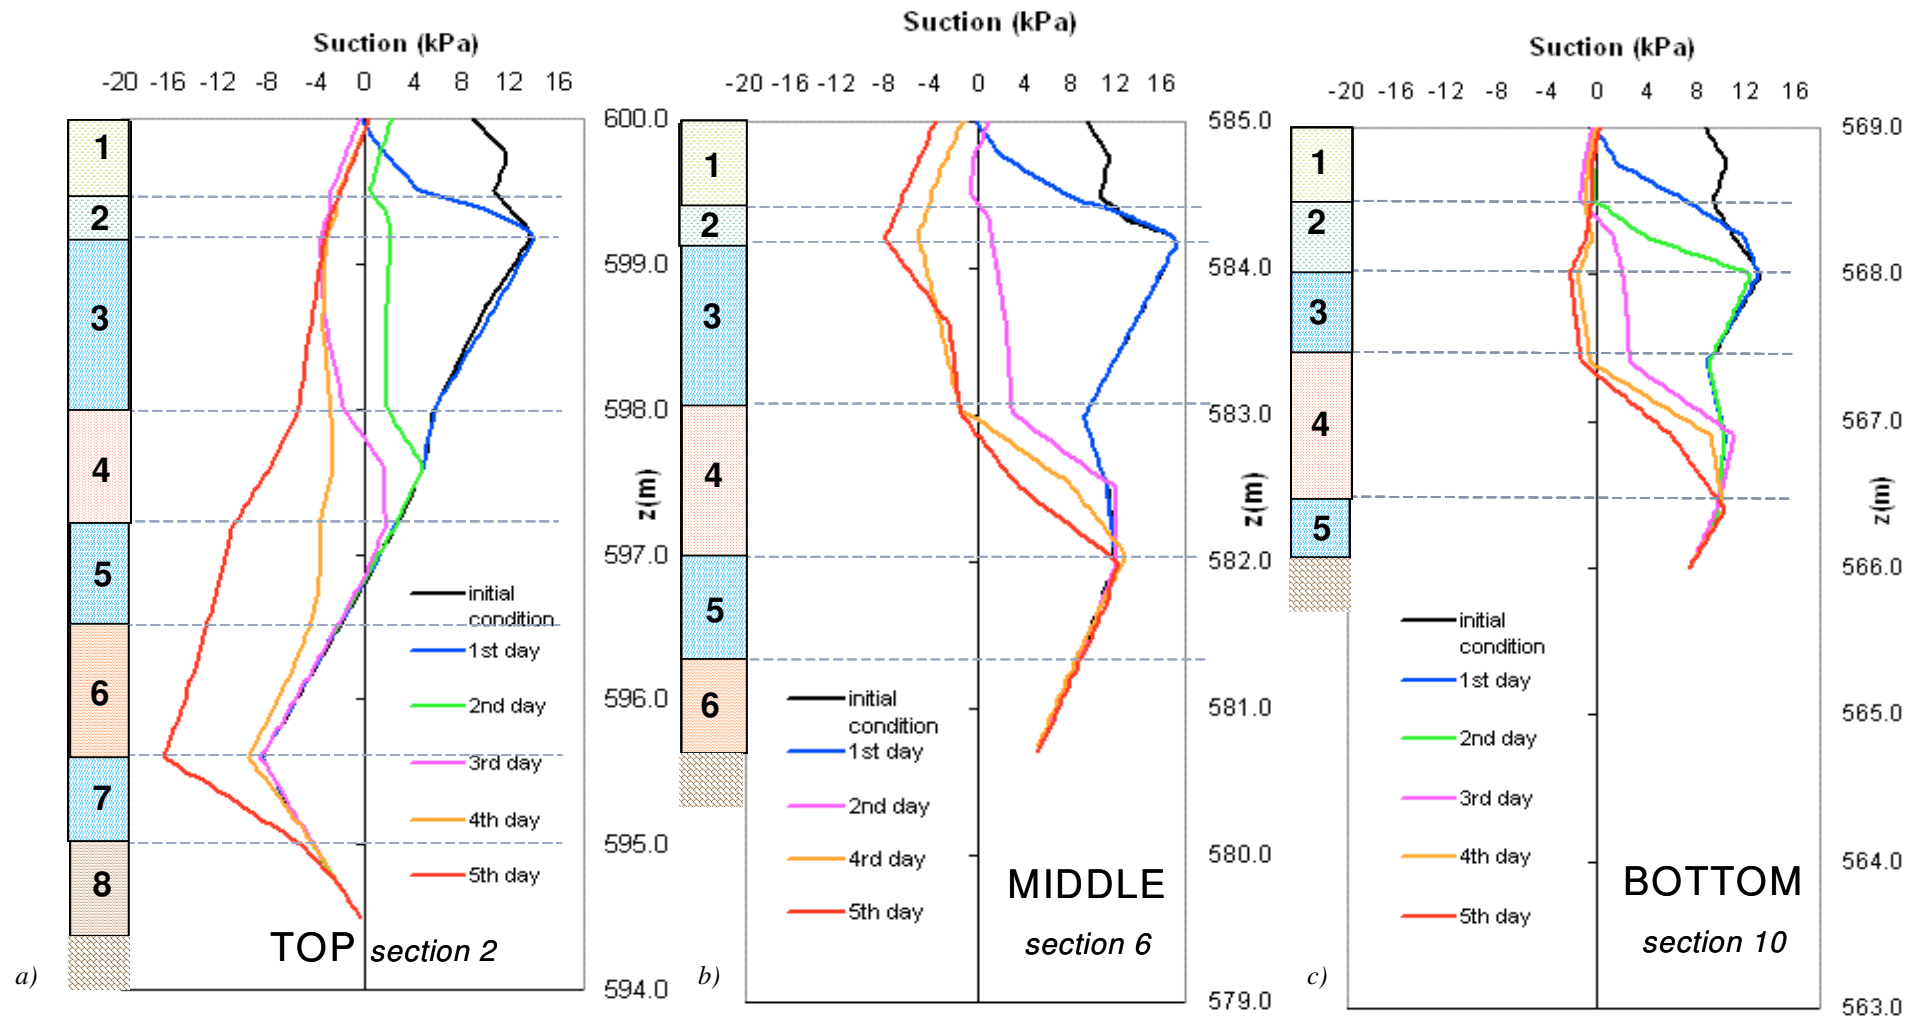 Suction (kPa)
-20 -16 -12 -8 -4 0 4 8 12 16
1
2
3
4
5
6
7
8
600.0
599.0
598.0
597.0
596.0
595.0
594.0
z(m)
initial
condition
1st day
2nd day
3rd day
4th day
5th day
TOP section 2
a)
Suction (kPa)
-20 -16 -12 -8 -4 0 4 8 12 16
1
2
3
4
5
6
585.0
584.0
583.0
582.0
581.0
580.0
579.0
z(m)
initial
condition
1st day
2nd day
4rd day
5th day
MIDDLE
section 6
b)
Suction (kPa)
-20 -16 -12 -8 -4 0 4 8 12 16
1
2
3
4
5
569.0
568.0
567.0
566.0
565.0
564.0
563.0
z(m)
initial
condition
1st day
2nd day
3rd day
4th day
5th day
BOTTOM
section 10
c)